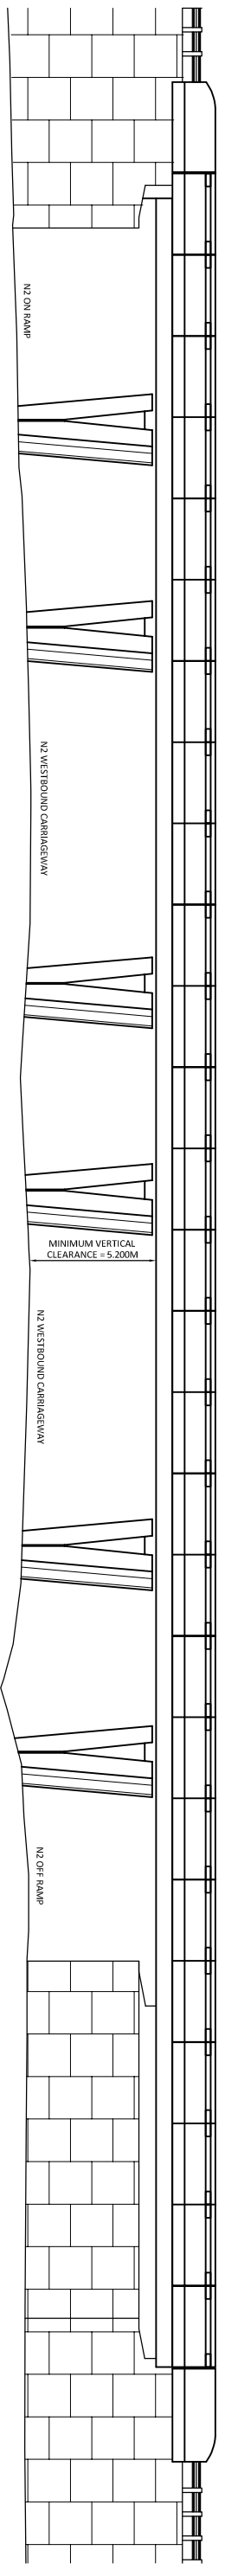 N2 ON RAMP
N2 WESTBOUND CARRIAGEWAY
MINIMUM VERTICAL
CLEARANCE = 5.200M
N2 WESTBOUND CARRIAGEWAY
N2 OFF RAMP